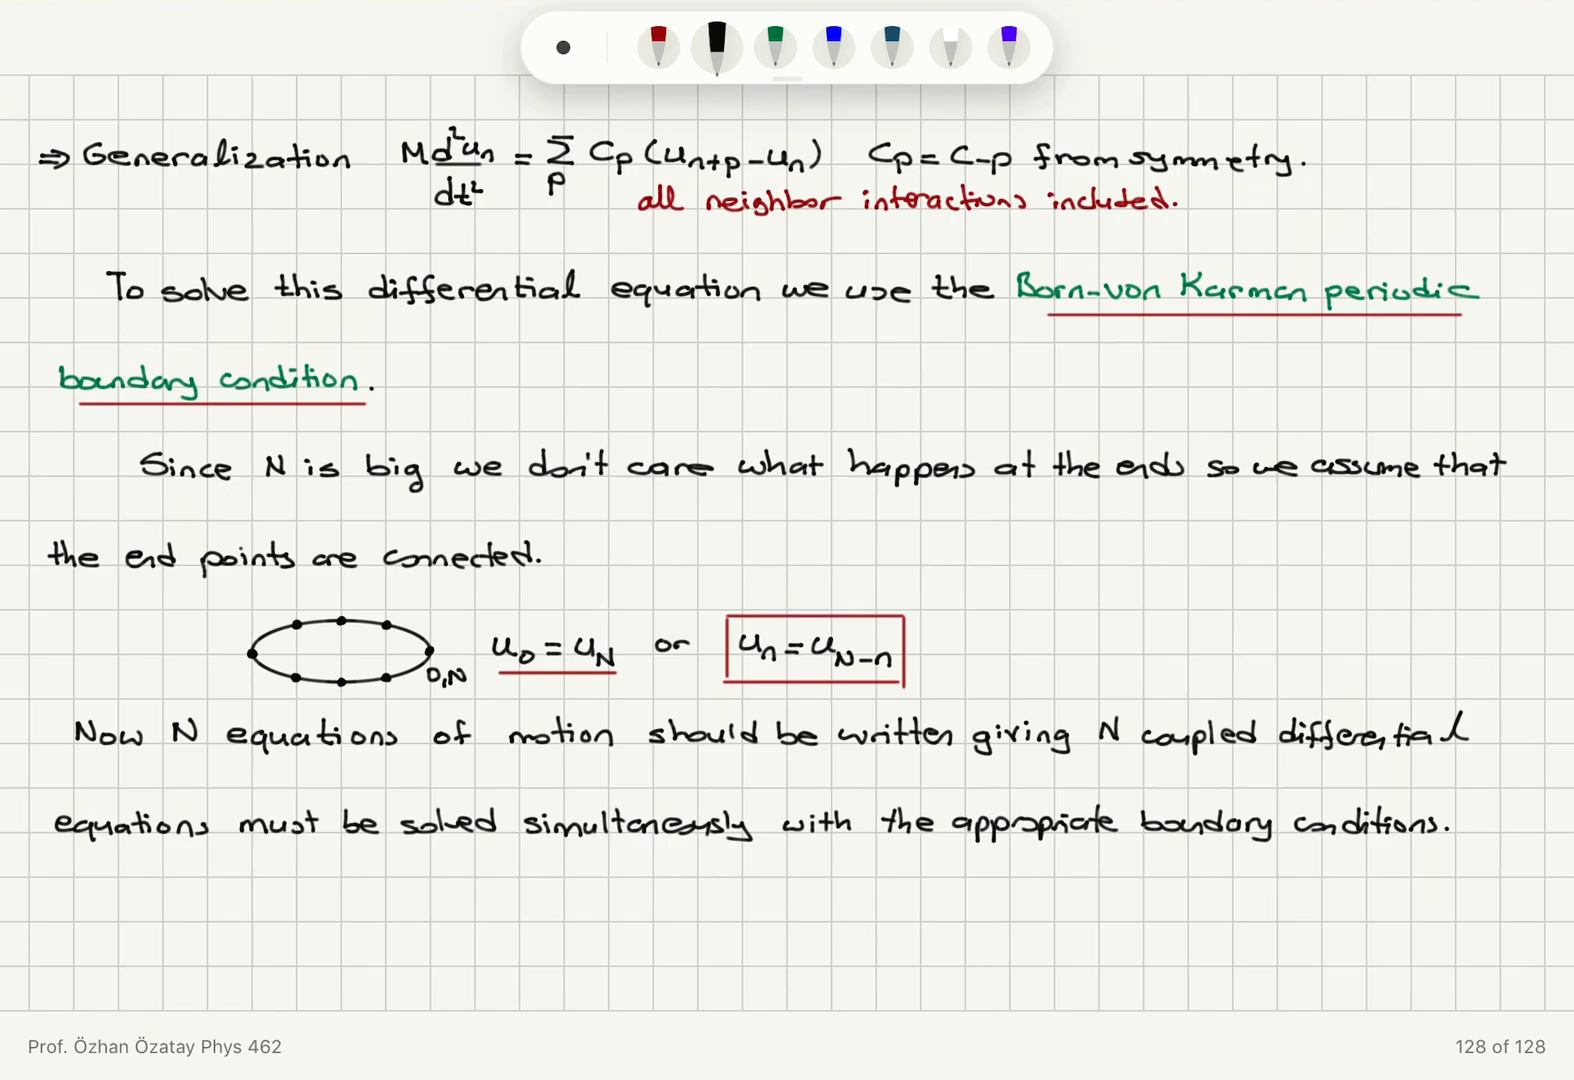 ⇒ Generalization M d²uₙ/dt² = Σ_p C_p (u_{n+p} - uₙ) C_p = C_{-p} from symmetry.
all neighbor interactions included.
To solve this differential equation we use the Born-von Karman periodic
boundary condition.
Since N is big we don't care what happens at the ends so we assume that
the end points are connected.
0,N u₀ = u_N or uₙ = u_{N-n}
Now N equations of motion should be written giving N coupled differential
equations must be solved simultaneously with the appropriate boundary conditions.
Prof. Özhan Özatay Phys 462
128 of 128